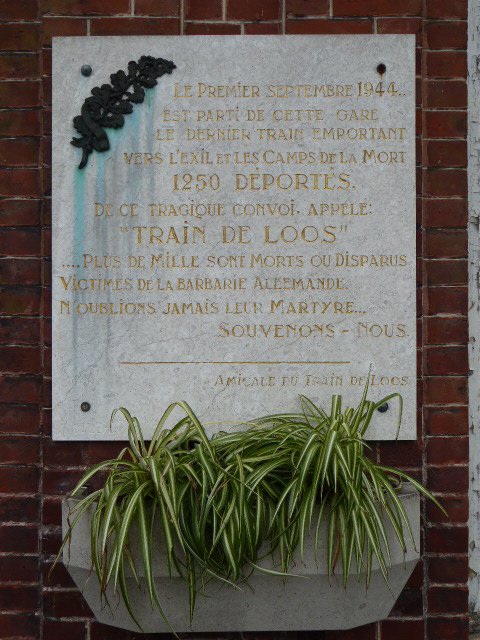 LE PREMIER SEPTEMBRE 1944..
EST PARTI DE CETTE GARE
LE DERNIER TRAIN EMPORTANT
VERS L'EXIL ET LES CAMPS DE LA MORT
1250 DÉPORTÉS.
DE CE TRAGIQUE CONVOI. APPELÉ:
"TRAIN DE LOOS"
....PLUS DE MILLE SONT MORTS OU DISPARUS
VICTIMES DE LA BARBARIE ALLEMANDE.
N'OUBLIONS JAMAIS LEUR MARTYRE...
SOUVENONS - NOUS.
AMICALE DU TRAIN DE LOOS